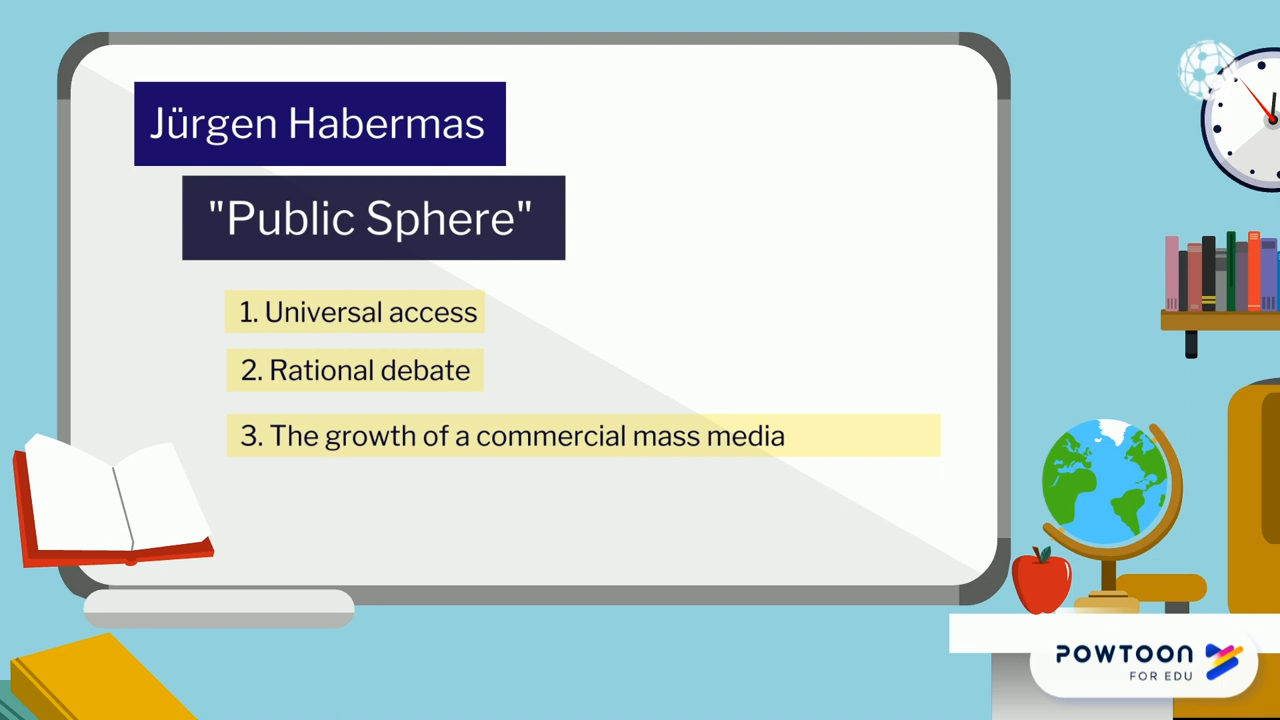 Jürgen Habermas
"Public Sphere"
1. Universal access
2. Rational debate
3. The growth of a commercial mass media
POWTOON
FOR EDU